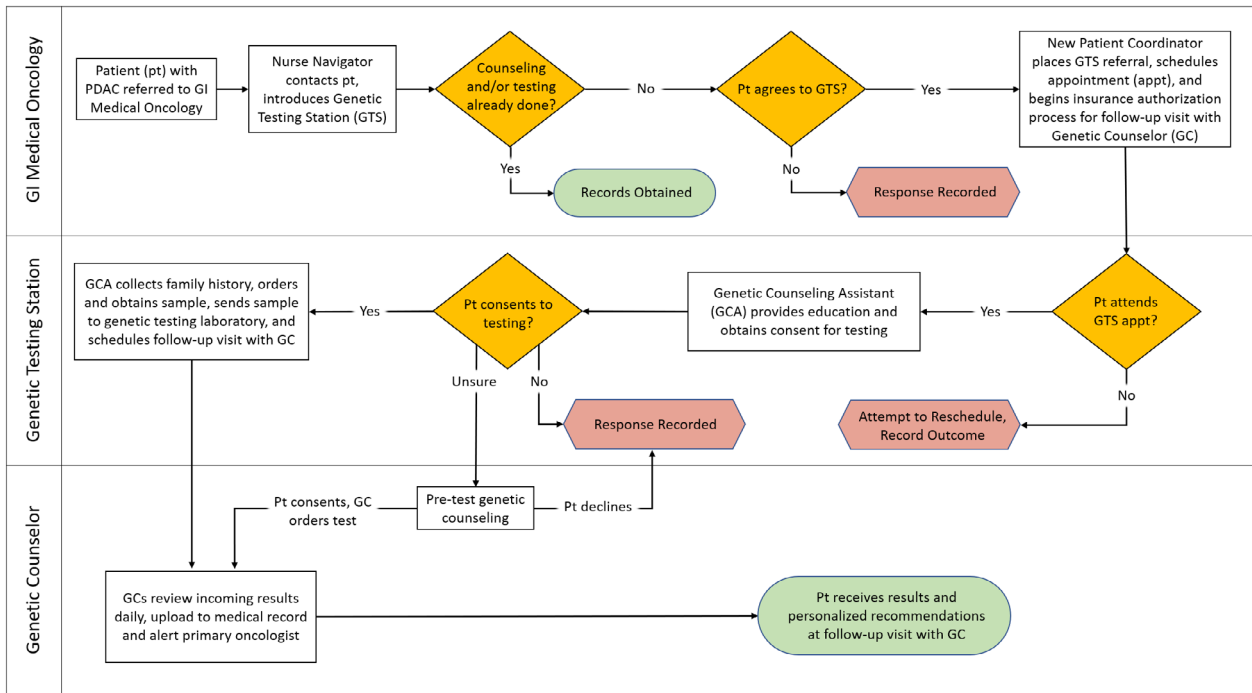 GI Medical Oncology
Patient (pt) with
PDAC referred to GI
Medical Oncology
Nurse Navigator
contacts pt,
introduces Genetic
Testing Station (GTS)
Counseling
and/or testing
already done?
No
Yes
Records Obtained
Pt agrees to GTS?
Yes
No
Response Recorded
New Patient Coordinator
places GTS referral, schedules
appointment (appt), and
begins insurance authorization
process for follow-up visit with
Genetic Counselor (GC)
Genetic Testing Station
Pt attends
GTS appt?
Yes
No
Attempt to Reschedule,
Record Outcome
Genetic Counseling Assistant
(GCA) provides education and
obtains consent for testing
Pt consents to
testing?
Yes
Unsure
No
Response Recorded
GCA collects family history, orders
and obtains sample, sends sample
to genetic testing laboratory, and
schedules follow-up visit with GC
Genetic Counselor
Pre-test genetic
counseling
Pt consents, GC
orders test
Pt declines
GCs review incoming results
daily, upload to medical record
and alert primary oncologist
Pt receives results and
personalized recommendations
at follow-up visit with GC